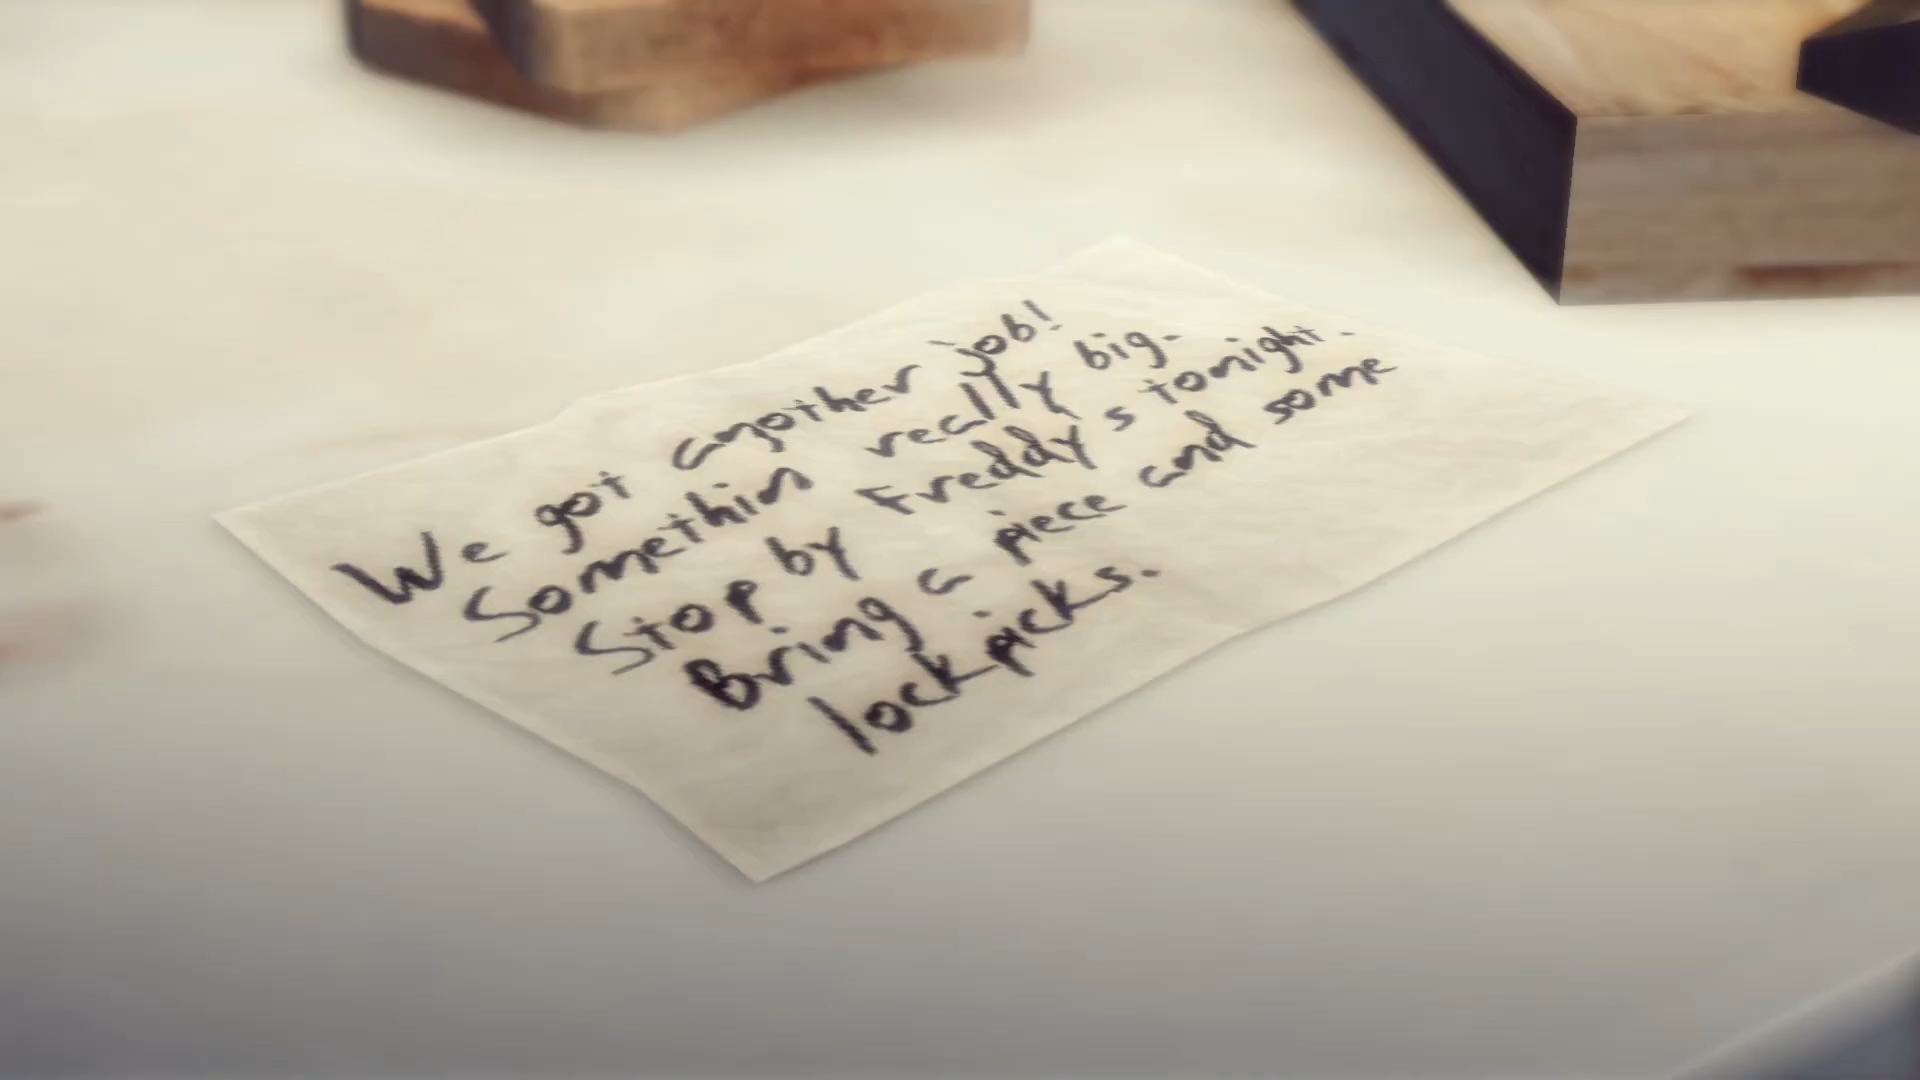 We got another job!
Somethin really big.
Stop by Freddy's tonight.
Bring a piece and some
lockpicks.